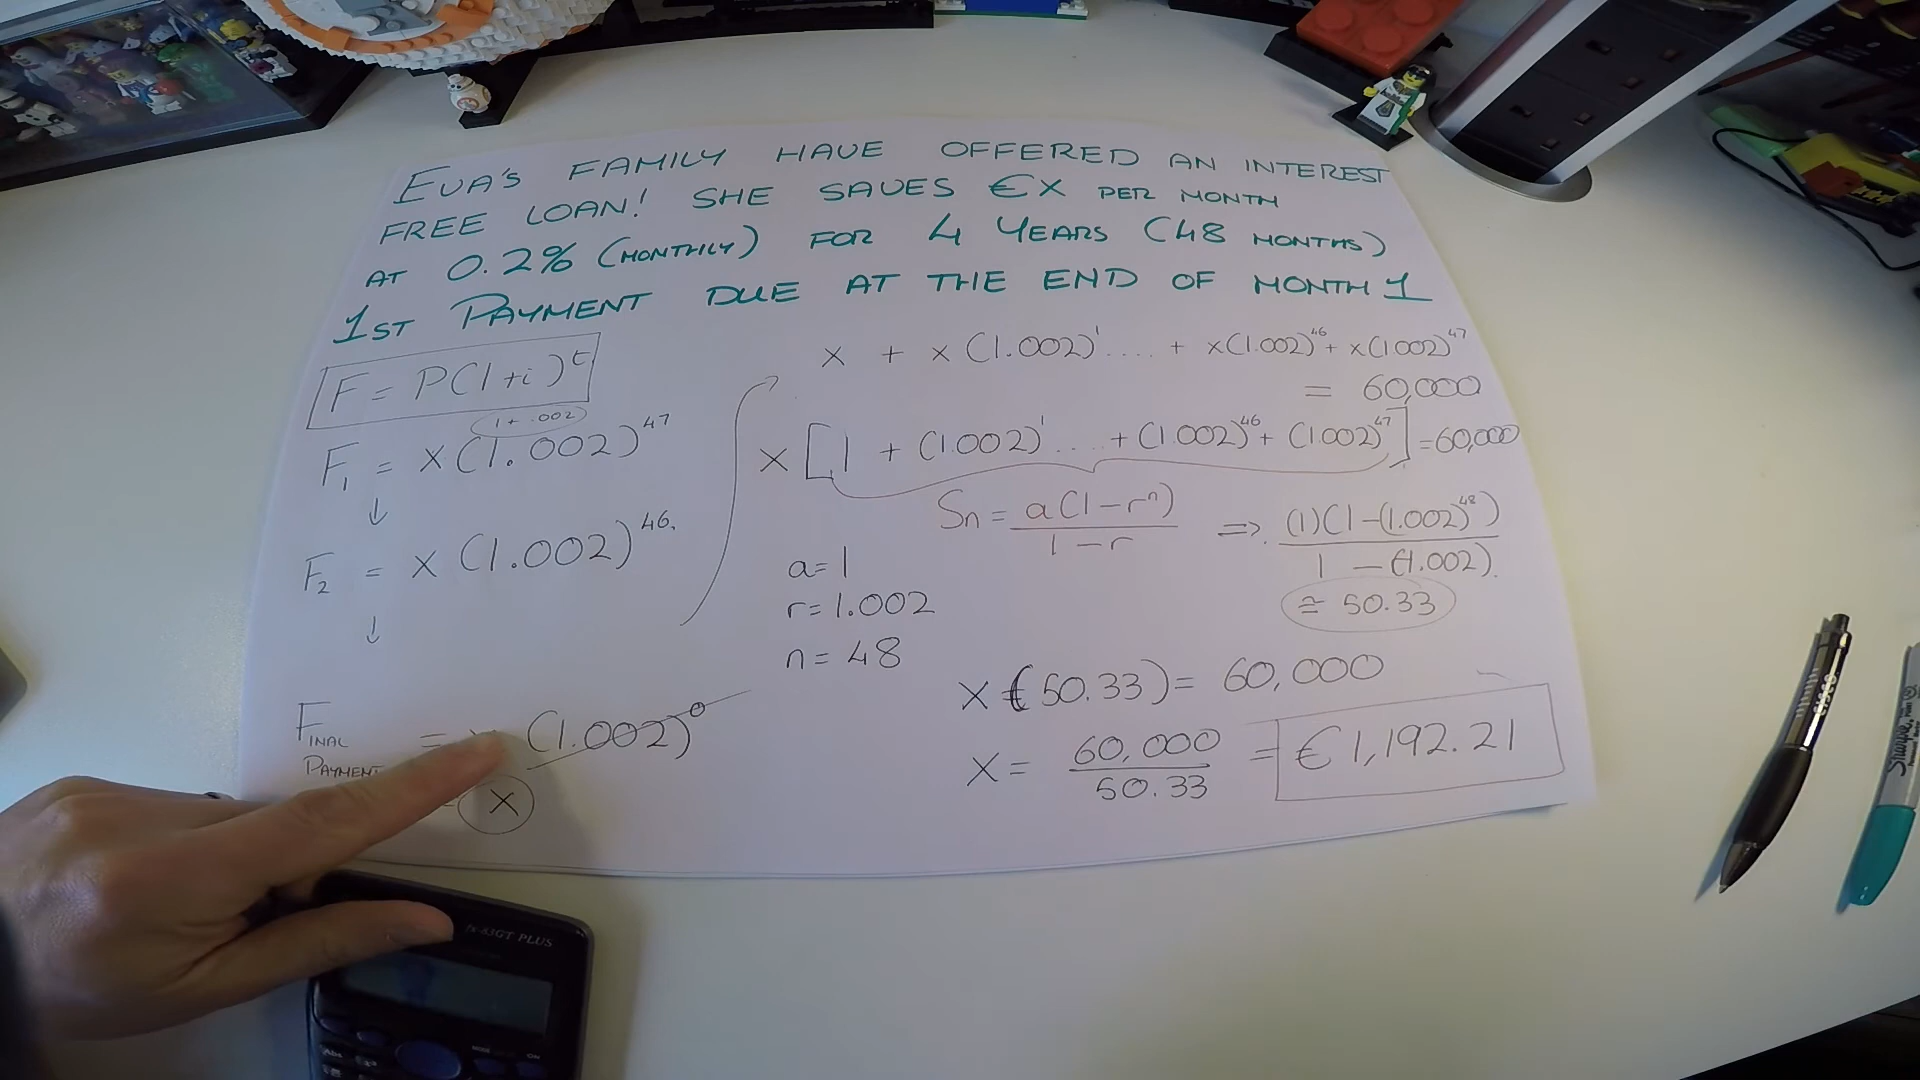 EVA'S FAMILY HAVE OFFERED AN INTEREST
FREE LOAN! SHE SAVES €X PER MONTH
AT 0.2% (MONTHLY) FOR 4 YEARS (48 MONTHS)
1ST PAYMENT DUE AT THE END OF MONTH 1
F = P(1+i)^t
1 + .002
F₁ = x(1.002)^47
↓
F₂ = x(1.002)^46.
↓
FINAL PAYMENT = x (1.002)^0
= x
x + x(1.002)^1 .... + x(1.002)^46 + x(1002)^47
= 60,000
x[1 + (1.002)^1 .... + (1.002)^46 + (1.002)^47] = 60,000
Sn = a(1-r^n) / 1-r => (1)(1-(1.002)^48) / 1 - (1.002).
≅ 50.33
a=1
r=1.002
n=48
x(50.33) = 60,000
x = 60,000 / 50.33 = €1,192.21
fx-83GT PLUS